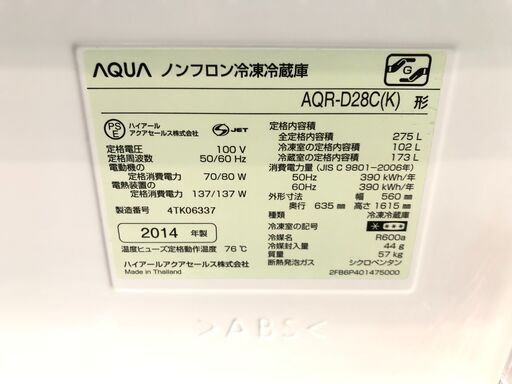 AQUA ノンフロン冷凍冷蔵庫
G
AQR-D28C(K) 形
PS
E
ハイアール
アクアセールス株式会社
S JET
定格電圧 100 V
定格周波数 50/60 Hz
電動機の
定格消費電力 70/80 W
電熱装置の
定格消費電力 137/137 W
製造番号 4TK06337
2014 年製
温度ヒューズ定格動作温度 76℃
ハイアールアクアセールス株式会社
Made in Thailand
定格内容積
全定格内容積 275 L
冷凍室の定格内容積 102 L
冷蔵室の定格内容積 173 L
消費電力量(JIS C 9801-2006年)
50Hz 390 kWh/年
60Hz 390 kWh/年
外形寸法 幅 560 mm
奥行 635 mm 高さ 1615 mm
種類 冷凍冷蔵庫
冷凍室の記号
冷媒名 R600a
冷媒封入量 44 g
質量 57 kg
断熱発泡ガス シクロペンタン
2FB6P401475000
>ABS<